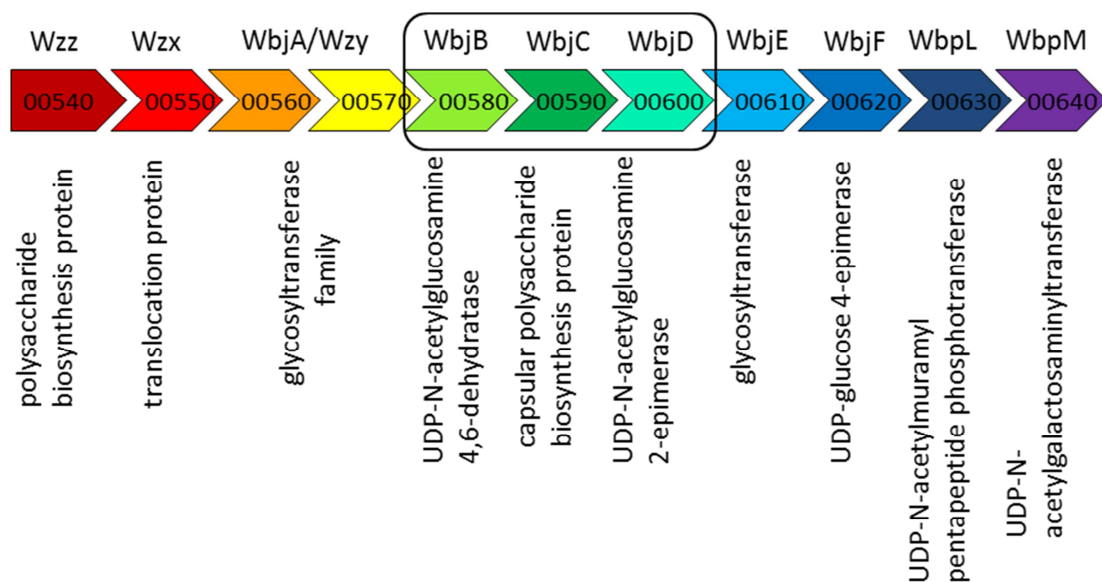 Wzz
Wzx
WbjA/Wzy
WbjB
WbjC
WbjD
WbjE
WbjF
WbpL
WbpM
00540
00550
00560
00570
00580
00590
00600
00610
00620
00630
00640
polysaccharide
biosynthesis protein
translocation protein
glycosyltransferase
family
UDP-N-acetylglucosamine
4,6-dehydratase
capsular polysaccharide
biosynthesis protein
UDP-N-acetylglucosamine
2-epimerase
glycosyltransferase
UDP-glucose 4-epimerase
UDP-N-acetylmuramyl
pentapeptide phosphotransferase
UDP-N-
acetylgalactosaminyltransferase